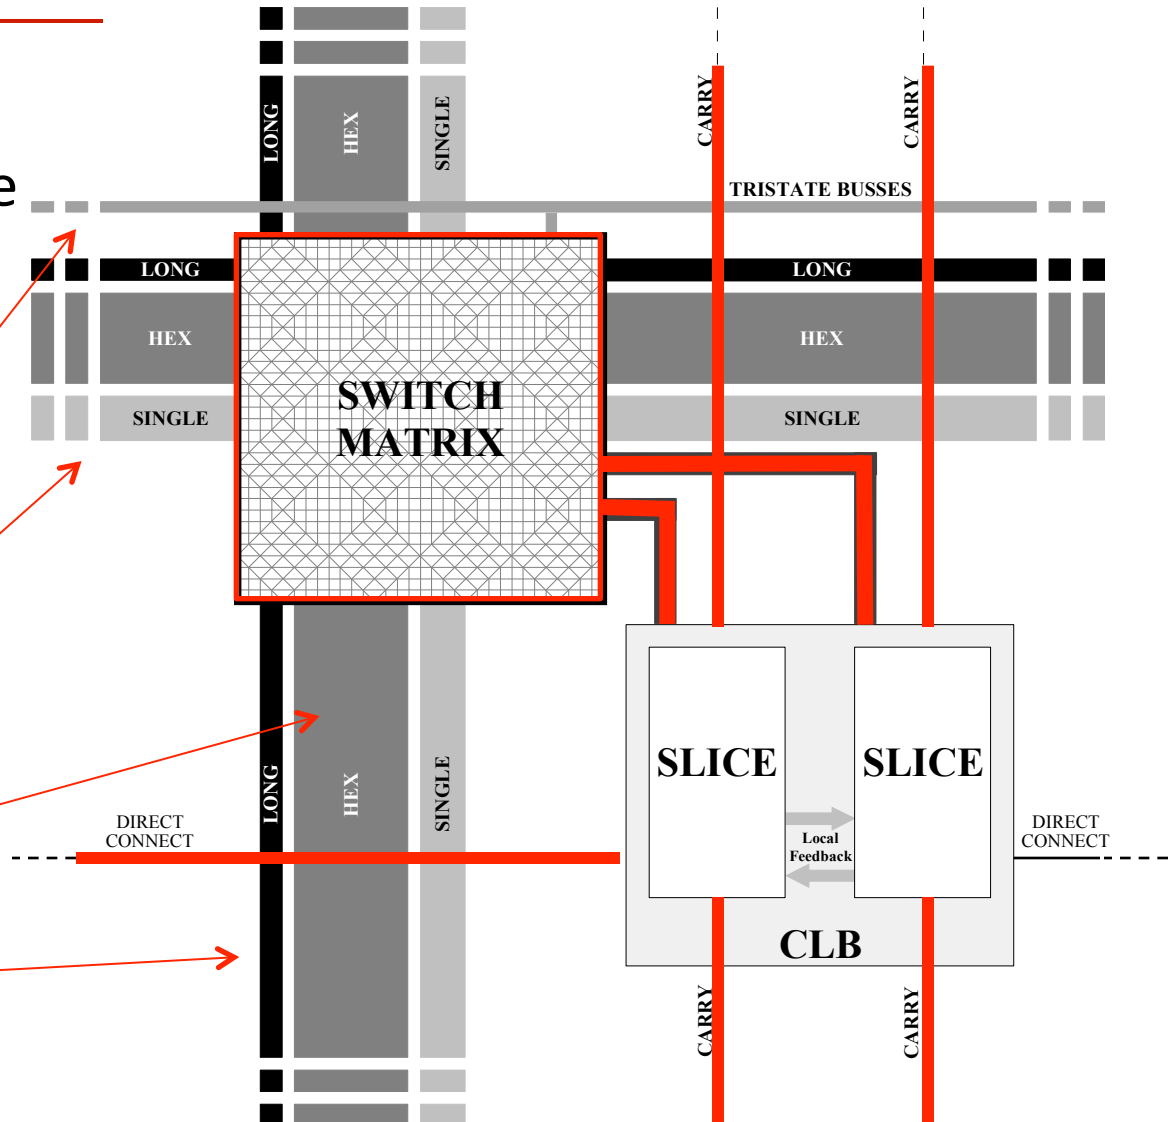 LONG
HEX
SINGLE
CARRY
CARRY
e
TRISTATE BUSSES
LONG
LONG
HEX
HEX
SINGLE
SINGLE
SWITCH
MATRIX
LONG
HEX
SINGLE
SLICE
SLICE
DIRECT
CONNECT
DIRECT
CONNECT
Local
Feedback
CLB
CARRY
CARRY